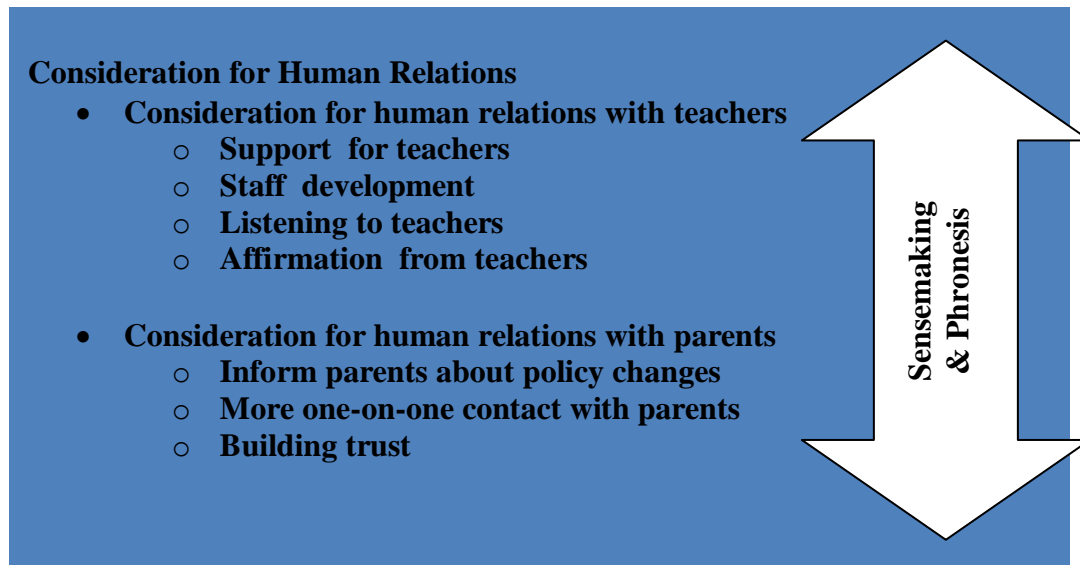 Consideration for Human Relations
• Consideration for human relations with teachers
o Support for teachers
o Staff development
o Listening to teachers
o Affirmation from teachers
• Consideration for human relations with parents
o Inform parents about policy changes
o More one-on-one contact with parents
o Building trust
Sensemaking
& Phronesis